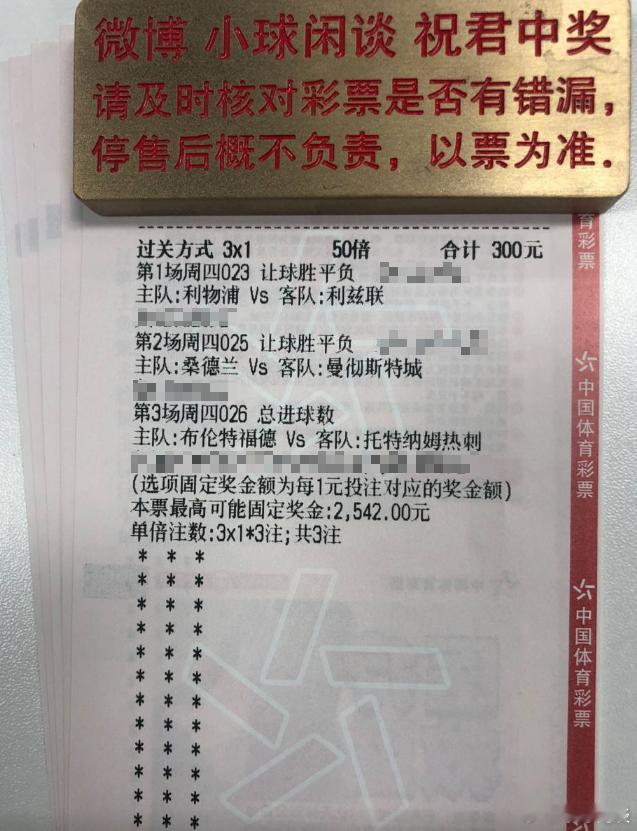 微博 小球闲谈 祝君中奖
请及时核对彩票是否有错漏，
停售后概不负责，以票为准.
过关方式 3x1 50倍 合计 300元
第1场周四023 让球胜平负
主队:利物浦 Vs 客队:利兹联
第2场周四025 让球胜平负
主队:桑德兰 Vs 客队:曼彻斯特城
第3场周四026 总进球数
主队:布伦特福德 Vs 客队:托特纳姆热刺
(选项固定奖金额为每1元投注对应的奖金额)
本票最高可能固定奖金:2,542.00元
单倍注数:3x1*3注;共3注
* * *
* * *
* * *
* * *
* * *
* * *
* * *
* * *
* * *
* * *
* * *
* * *
育彩票
中国体育彩票
中国体育彩票